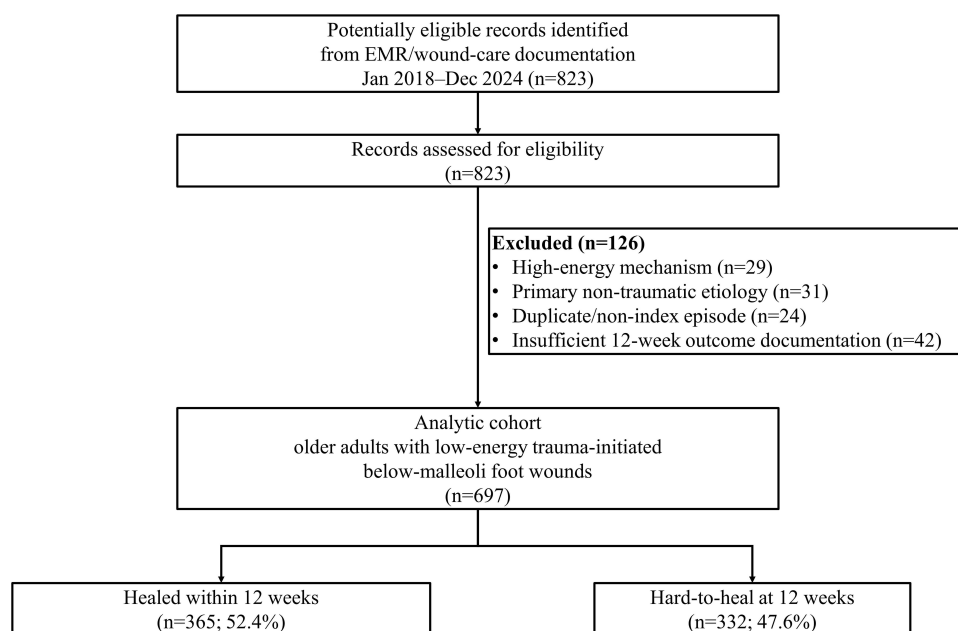 Potentially eligible records identified
from EMR/wound-care documentation
Jan 2018–Dec 2024 (n=823)
Records assessed for eligibility
(n=823)
Excluded (n=126)
• High-energy mechanism (n=29)
• Primary non-traumatic etiology (n=31)
• Duplicate/non-index episode (n=24)
• Insufficient 12-week outcome documentation (n=42)
Analytic cohort
older adults with low-energy trauma-initiated
below-malleoli foot wounds
(n=697)
Healed within 12 weeks
(n=365; 52.4%)
Hard-to-heal at 12 weeks
(n=332; 47.6%)